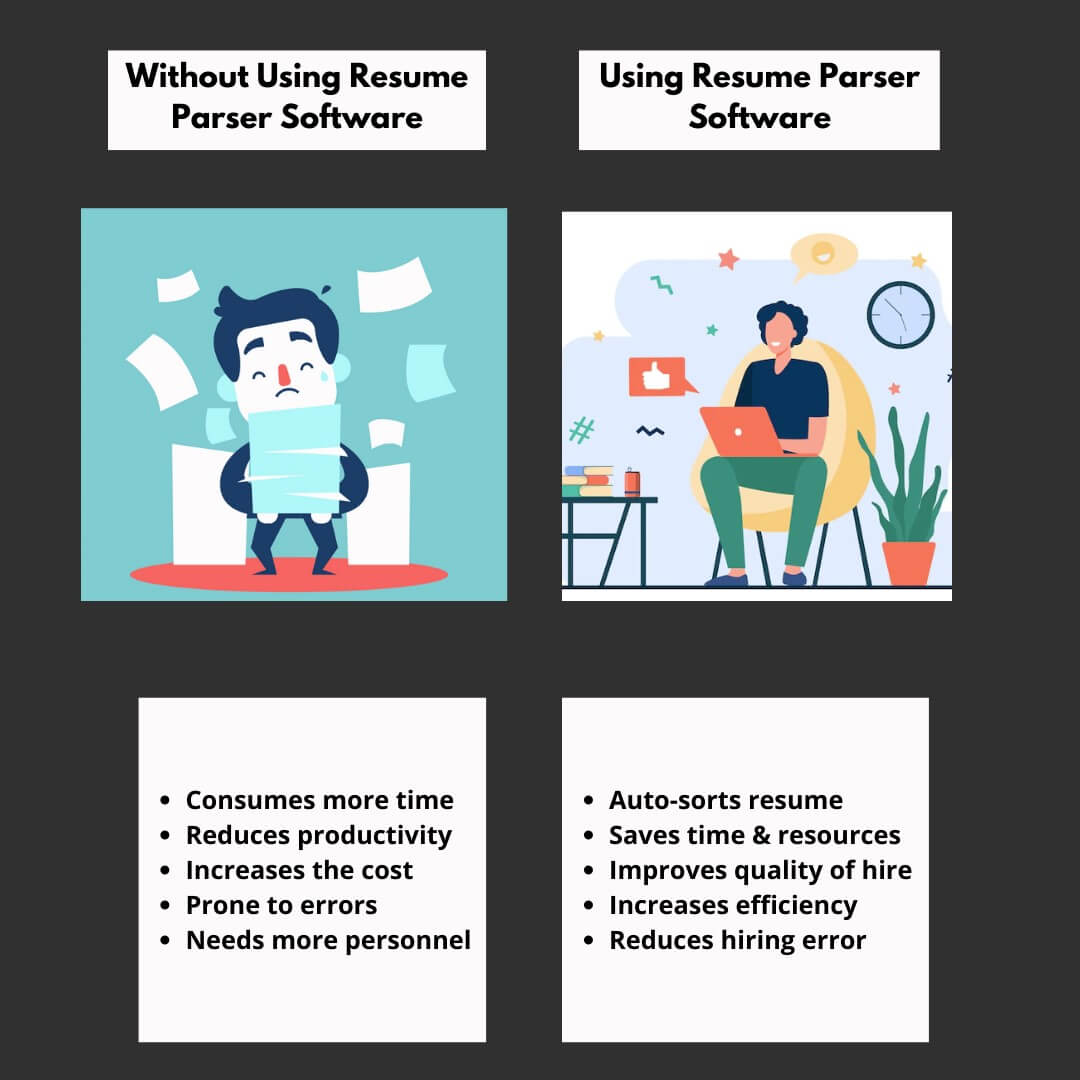 Without Using Resume
Parser Software
Using Resume Parser
Software
• Consumes more time
• Reduces productivity
• Increases the cost
• Prone to errors
• Needs more personnel
• Auto-sorts resume
• Saves time & resources
• Improves quality of hire
• Increases efficiency
• Reduces hiring error